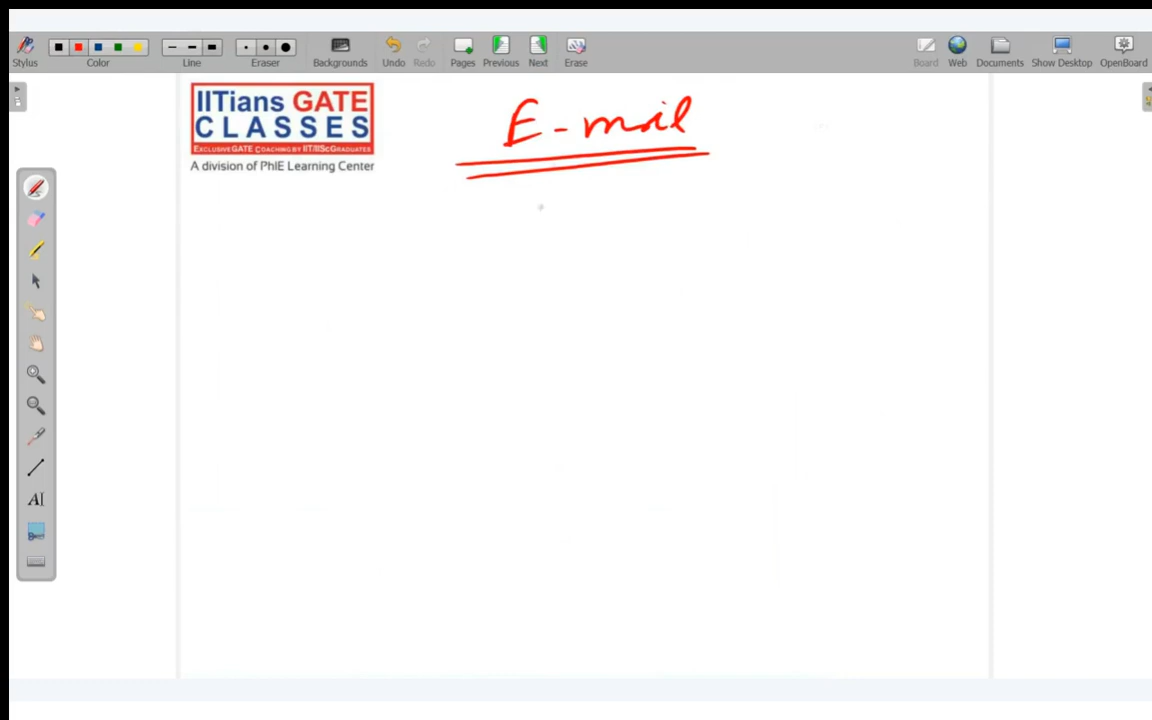 Stylus Color Line Eraser Backgrounds Undo Redo Pages Previous Next Erase Board Web Documents Show Desktop OpenBoard
IITians GATE
CLASSES
EXCLUSIVE GATE COACHING BY IIT/IISC GRADUATES
A division of PhIE Learning Center
E-mail
AI